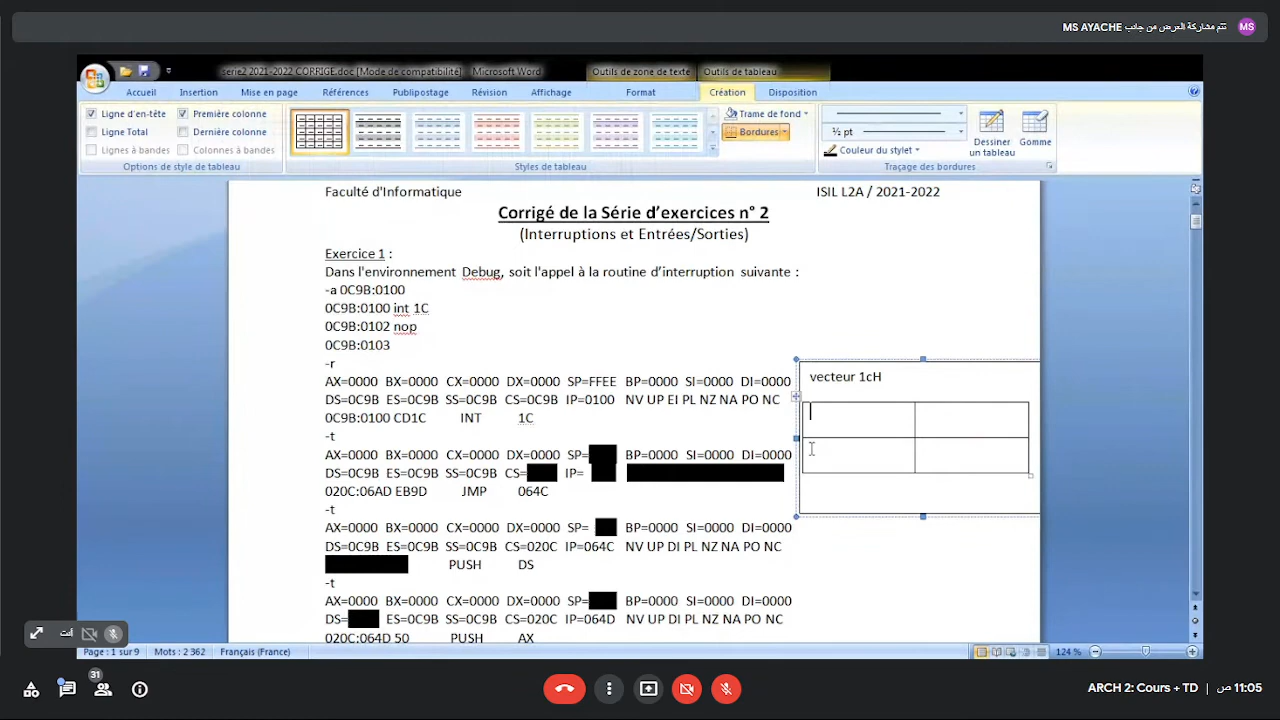 تتم مشاركة العرض من جانب MS AYACHE
MS
serie2 2021-2022 CORRIGE.doc [Mode de compatibilité] - Microsoft Word
Outils de zone de texte
Outils de tableau
Accueil
Insertion
Mise en page
Références
Publipostage
Révision
Affichage
Format
Création
Disposition
Ligne d'en-tête
Première colonne
Ligne Total
Dernière colonne
Lignes à bandes
Colonnes à bandes
Options de style de tableau
Styles de tableau
Trame de fond
Bordures
½ pt
Couleur du stylet
Dessiner un tableau
Gomme
Traçage des bordures
Faculté d'Informatique
ISIL L2A / 2021-2022
Corrigé de la Série d'exercices n° 2
(Interruptions et Entrées/Sorties)
Exercice 1 :
Dans l'environnement Debug, soit l'appel à la routine d'interruption suivante :
-a 0C9B:0100
0C9B:0100 int 1C
0C9B:0102 nop
0C9B:0103
-r
AX=0000 BX=0000 CX=0000 DX=0000 SP=FFEE BP=0000 SI=0000 DI=0000
DS=0C9B ES=0C9B SS=0C9B CS=0C9B IP=0100 NV UP EI PL NZ NA PO NC
0C9B:0100 CD1C INT 1C
-t
AX=0000 BX=0000 CX=0000 DX=0000 SP= BP=0000 SI=0000 DI=0000
DS=0C9B ES=0C9B SS=0C9B CS= IP=
020C:06AD EB9D JMP 064C
-t
AX=0000 BX=0000 CX=0000 DX=0000 SP= BP=0000 SI=0000 DI=0000
DS=0C9B ES=0C9B SS=0C9B CS=020C IP=064C NV UP DI PL NZ NA PO NC
PUSH DS
-t
AX=0000 BX=0000 CX=0000 DX=0000 SP= BP=0000 SI=0000 DI=0000
DS= ES=0C9B SS=0C9B CS=020C IP=064D NV UP DI PL NZ NA PO NC
020C:064D 50 PUSH AX
vecteur 1cH
أنت
Page : 1 sur 9
Mots : 2 362
Français (France)
124 %
31
ARCH 2: Cours + TD | 11:05 ص